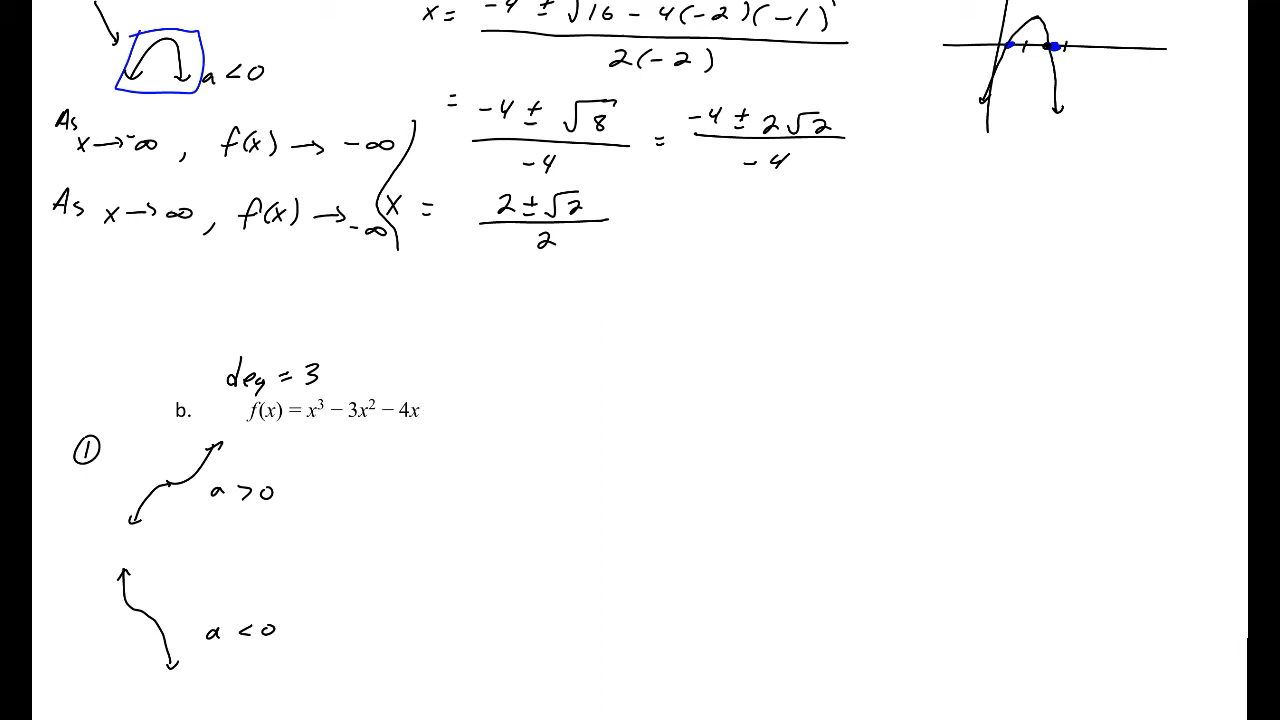 x = (-4 ± √16 - 4(-2)(-1)) / 2(-2)
a < 0
As x → -∞, f(x) → -∞
= (-4 ± √8) / -4 = (-4 ± 2√2) / -4
As x → ∞, f(x) → -∞
x = (2 ± √2) / 2
deg = 3
b. f(x) = x³ − 3x² − 4x
①
a > 0
a < 0